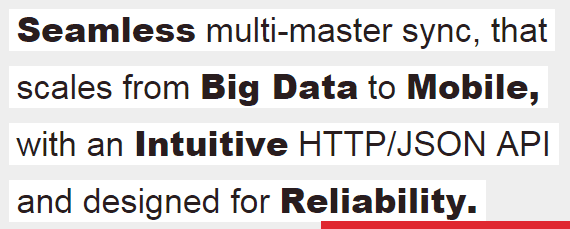 Seamless multi-master sync, that
scales from Big Data to Mobile,
with an Intuitive HTTP/JSON API
and designed for Reliability.